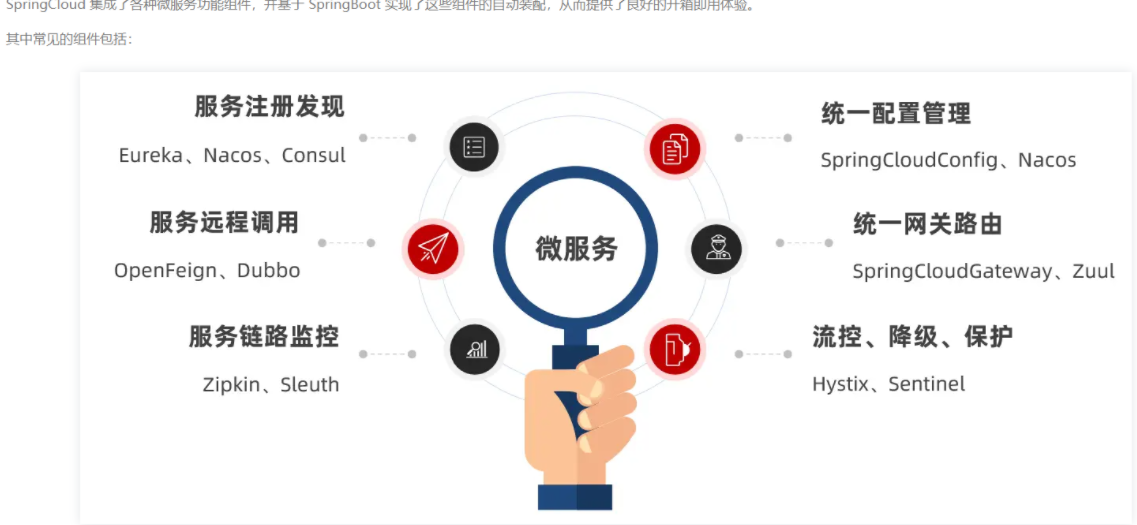 SpringCloud 集成了各种微服务功能组件，并基于 SpringBoot 实现了这些组件的自动装配，从而提供了良好的开箱即用体验。
其中常见的组件包括：
服务注册发现
Eureka、Nacos、Consul
统一配置管理
SpringCloudConfig、Nacos
服务远程调用
OpenFeign、Dubbo
微服务
统一网关路由
SpringCloudGateway、Zuul
服务链路监控
Zipkin、Sleuth
流控、降级、保护
Hystix、Sentinel